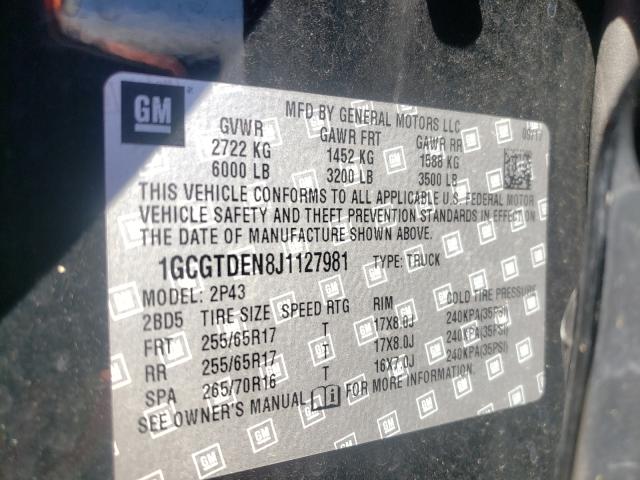 GM
MFD BY GENERAL MOTORS LLC
09/17
GVWR GAWR FRT GAWR RR
2722 KG 1452 KG 1588 KG
6000 LB 3200 LB 3500 LB
THIS VEHICLE CONFORMS TO ALL APPLICABLE U.S. FEDERAL MOTOR
VEHICLE SAFETY AND THEFT PREVENTION STANDARDS IN EFFECT ON
THE DATE OF MANUFACTURE SHOWN ABOVE.
1GCGTDEN8J1127981 TYPE: TRUCK
MODEL: 2P43
2BD5 TIRE SIZE SPEED RTG RIM COLD TIRE PRESSURE
FRT 255/65R17 T 17X8.0J 240KPA(35PSI)
RR 255/65R17 T 17X8.0J 240KPA(35PSI)
SPA 265/70R16 T 16X7.0J 240KPA(35PSI)
SEE OWNER'S MANUAL FOR MORE INFORMATION.